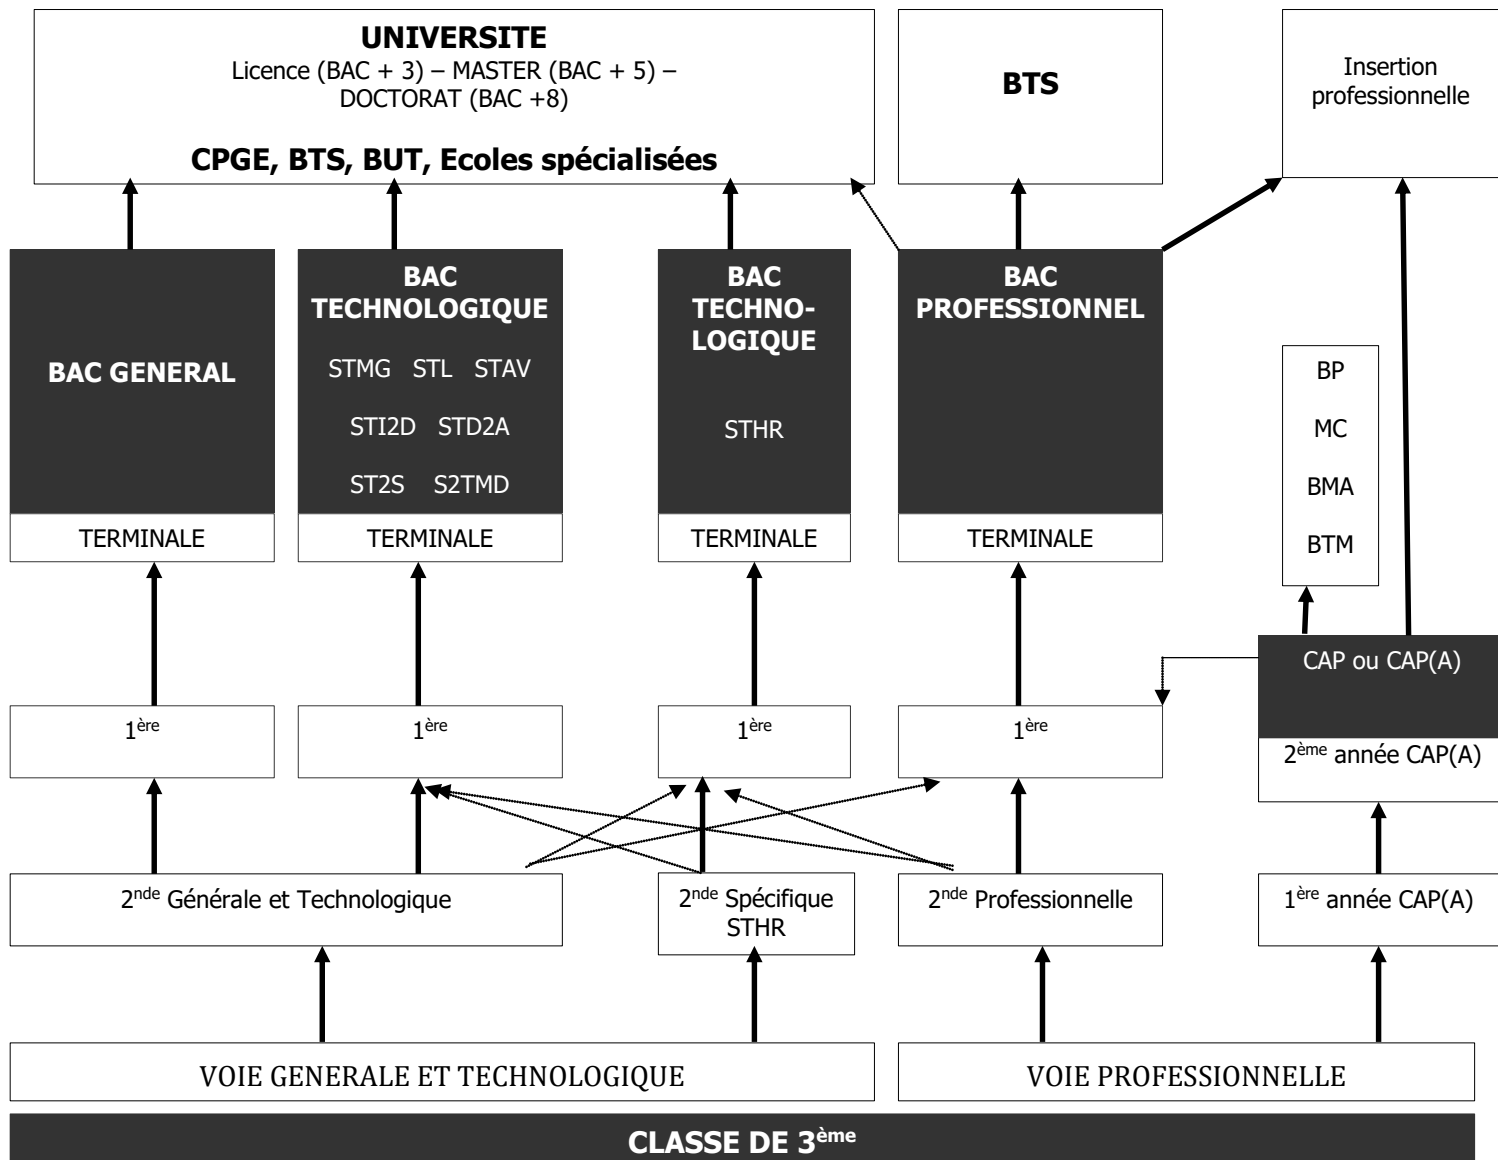 UNIVERSITE
Licence (BAC + 3) – MASTER (BAC + 5) –
DOCTORAT (BAC +8)
CPGE, BTS, BUT, Ecoles spécialisées
BTS
Insertion
professionnelle
BAC GENERAL
TERMINALE
BAC
TECHNOLOGIQUE
STMG STL STAV
STI2D STD2A
ST2S S2TMD
TERMINALE
BAC
TECHNO-
LOGIQUE
STHR
TERMINALE
BAC
PROFESSIONNEL
TERMINALE
BP
MC
BMA
BTM
CAP ou CAP(A)
2ème année CAP(A)
1ère
1ère
1ère
1ère
2nde Générale et Technologique
2nde Spécifique
STHR
2nde Professionnelle
1ère année CAP(A)
VOIE GENERALE ET TECHNOLOGIQUE
VOIE PROFESSIONNELLE
CLASSE DE 3ème